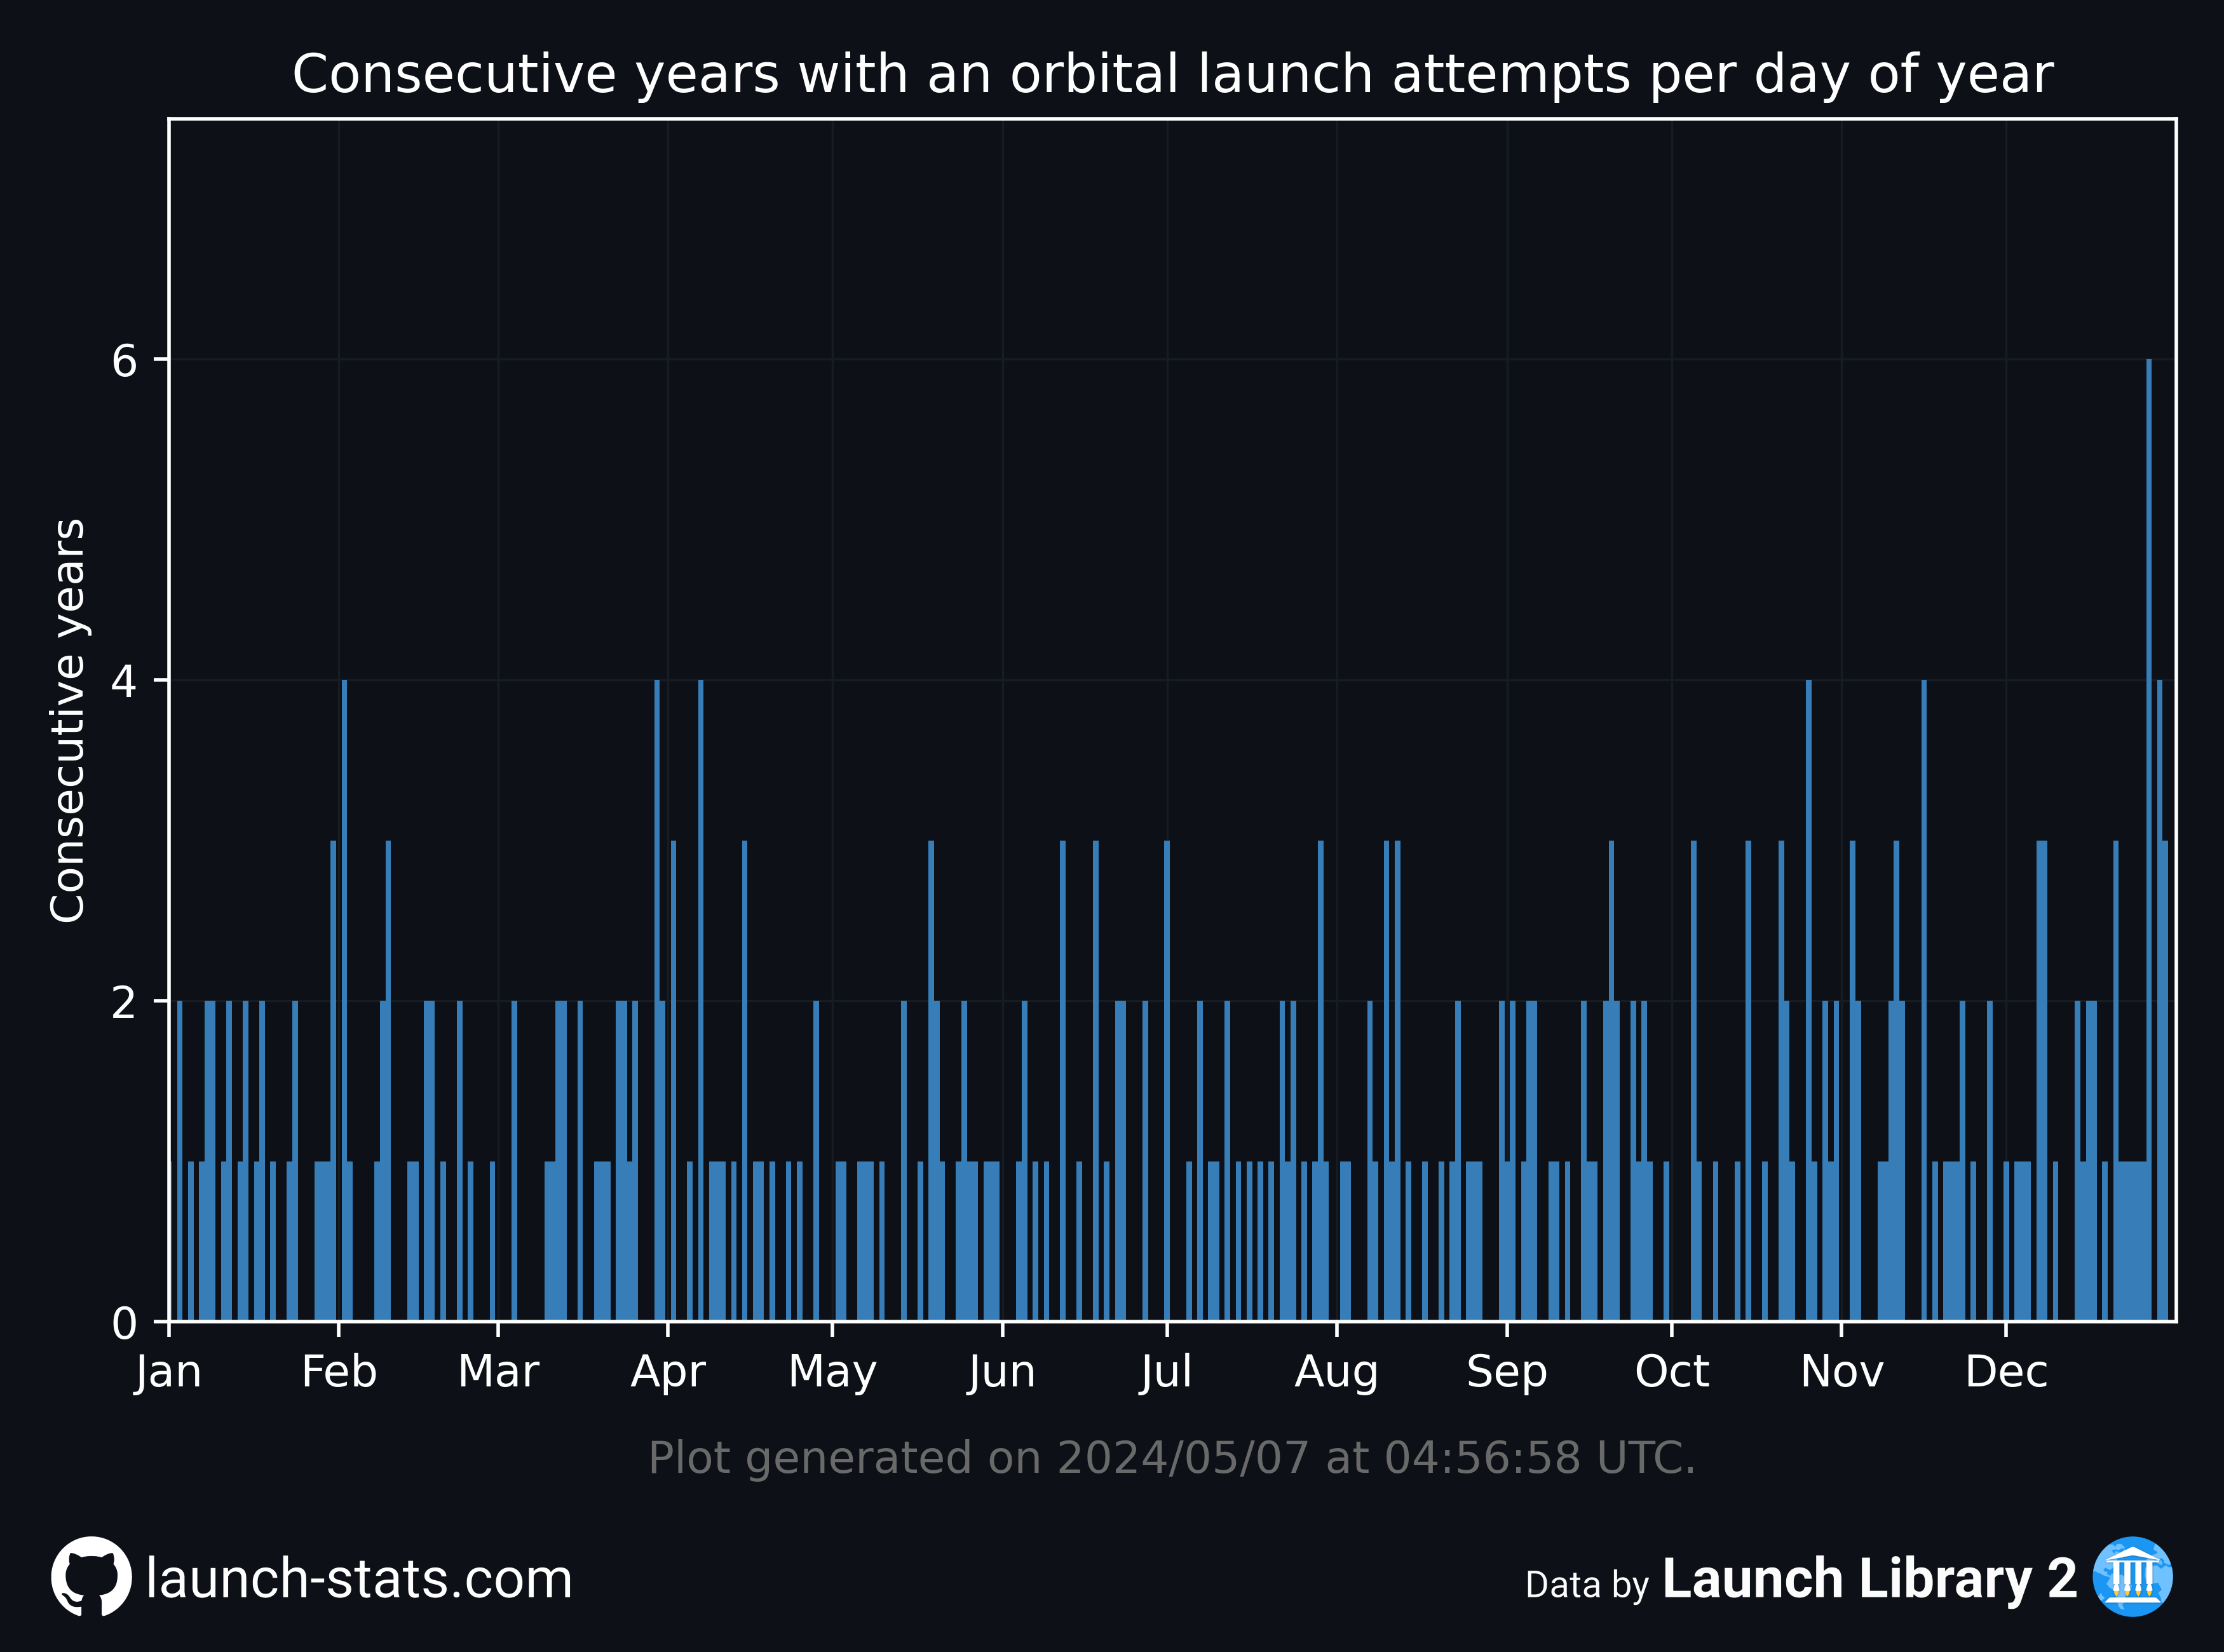 Consecutive years with an orbital launch attempts per day of year
Consecutive years
6
4
2
0
Jan Feb Mar Apr May Jun Jul Aug Sep Oct Nov Dec
Plot generated on 2024/05/07 at 04:56:58 UTC.
launch-stats.com
Data by Launch Library 2